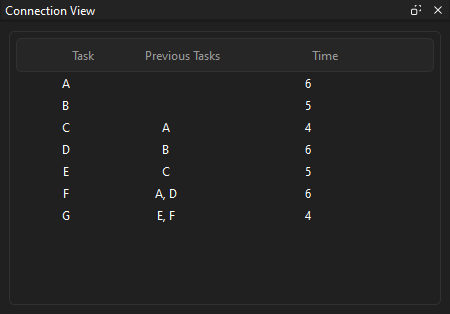 Connection View
Task Previous Tasks Time
A 6
B 5
C A 4
D B 6
E C 5
F A, D 6
G E, F 4